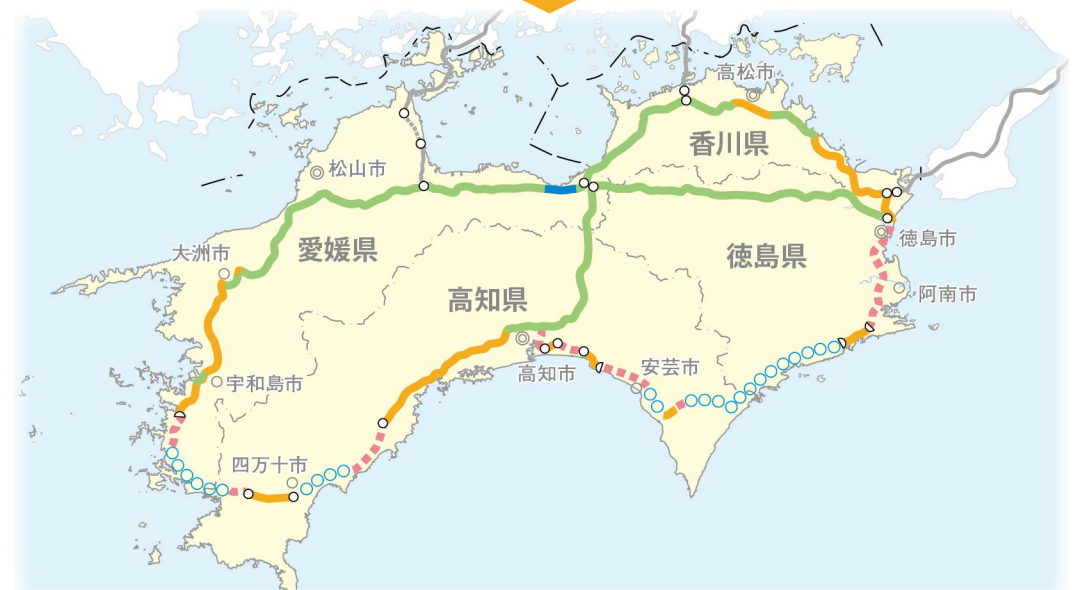 高松市
香川県
松山市
徳島市
大洲市
愛媛県
徳島県
高知県
阿南市
高知市
安芸市
宇和島市
四万十市